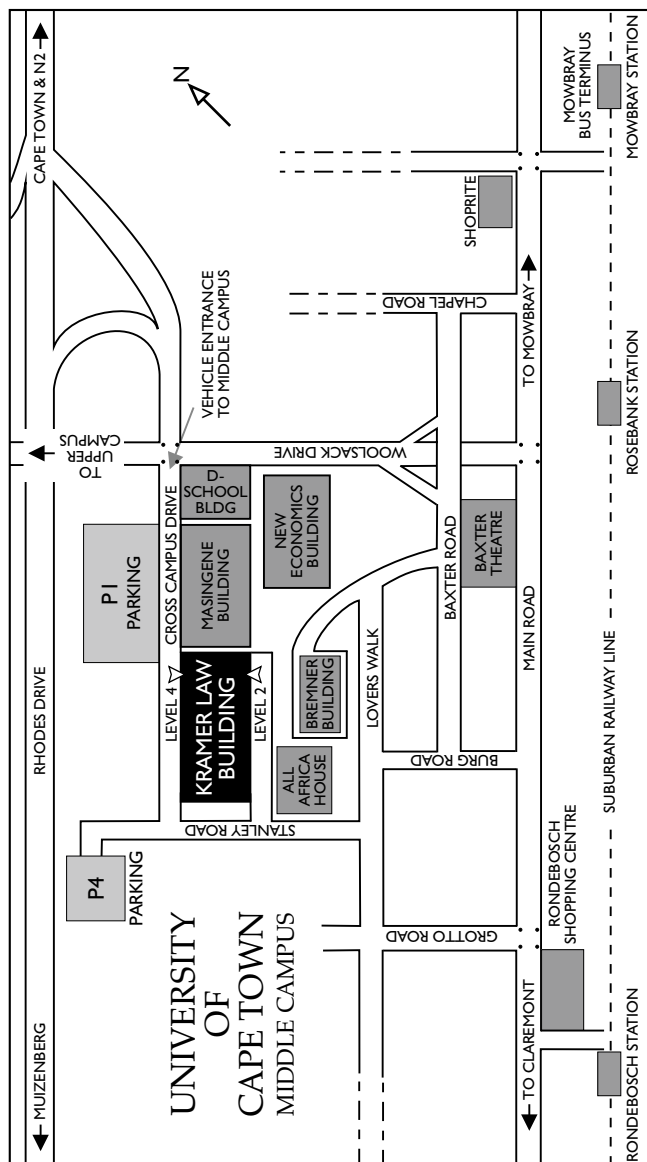 MUIZENBERG
RHODES DRIVE
CAPE TOWN & N2
N
TO
UPPER
CAMPUS
VEHICLE ENTRANCE
TO MIDDLE CAMPUS
P4
PARKING
P1
PARKING
CROSS CAMPUS DRIVE
LEVEL 4
KRAMER LAW
BUILDING
LEVEL 2
MASINGENE
BUILDING
D-
SCHOOL
BLDG
NEW
ECONOMICS
BUILDING
WOOLSACK DRIVE
STANLEY ROAD
ALL
AFRICA
HOUSE
BREMNER
BUILDING
LOVERS WALK
UNIVERSITY
OF
CAPE TOWN
MIDDLE CAMPUS
GROTTO ROAD
BURG ROAD
BAXTER ROAD
BAXTER
THEATRE
CHAPEL ROAD
SHOPRITE
TO CLAREMONT
MAIN ROAD
TO MOWBRAY
RONDEBOSCH
SHOPPING CENTRE
MOWBRAY
BUS TERMINUS
SUBURBAN RAILWAY LINE
RONDEBOSCH STATION
ROSEBANK STATION
MOWBRAY STATION